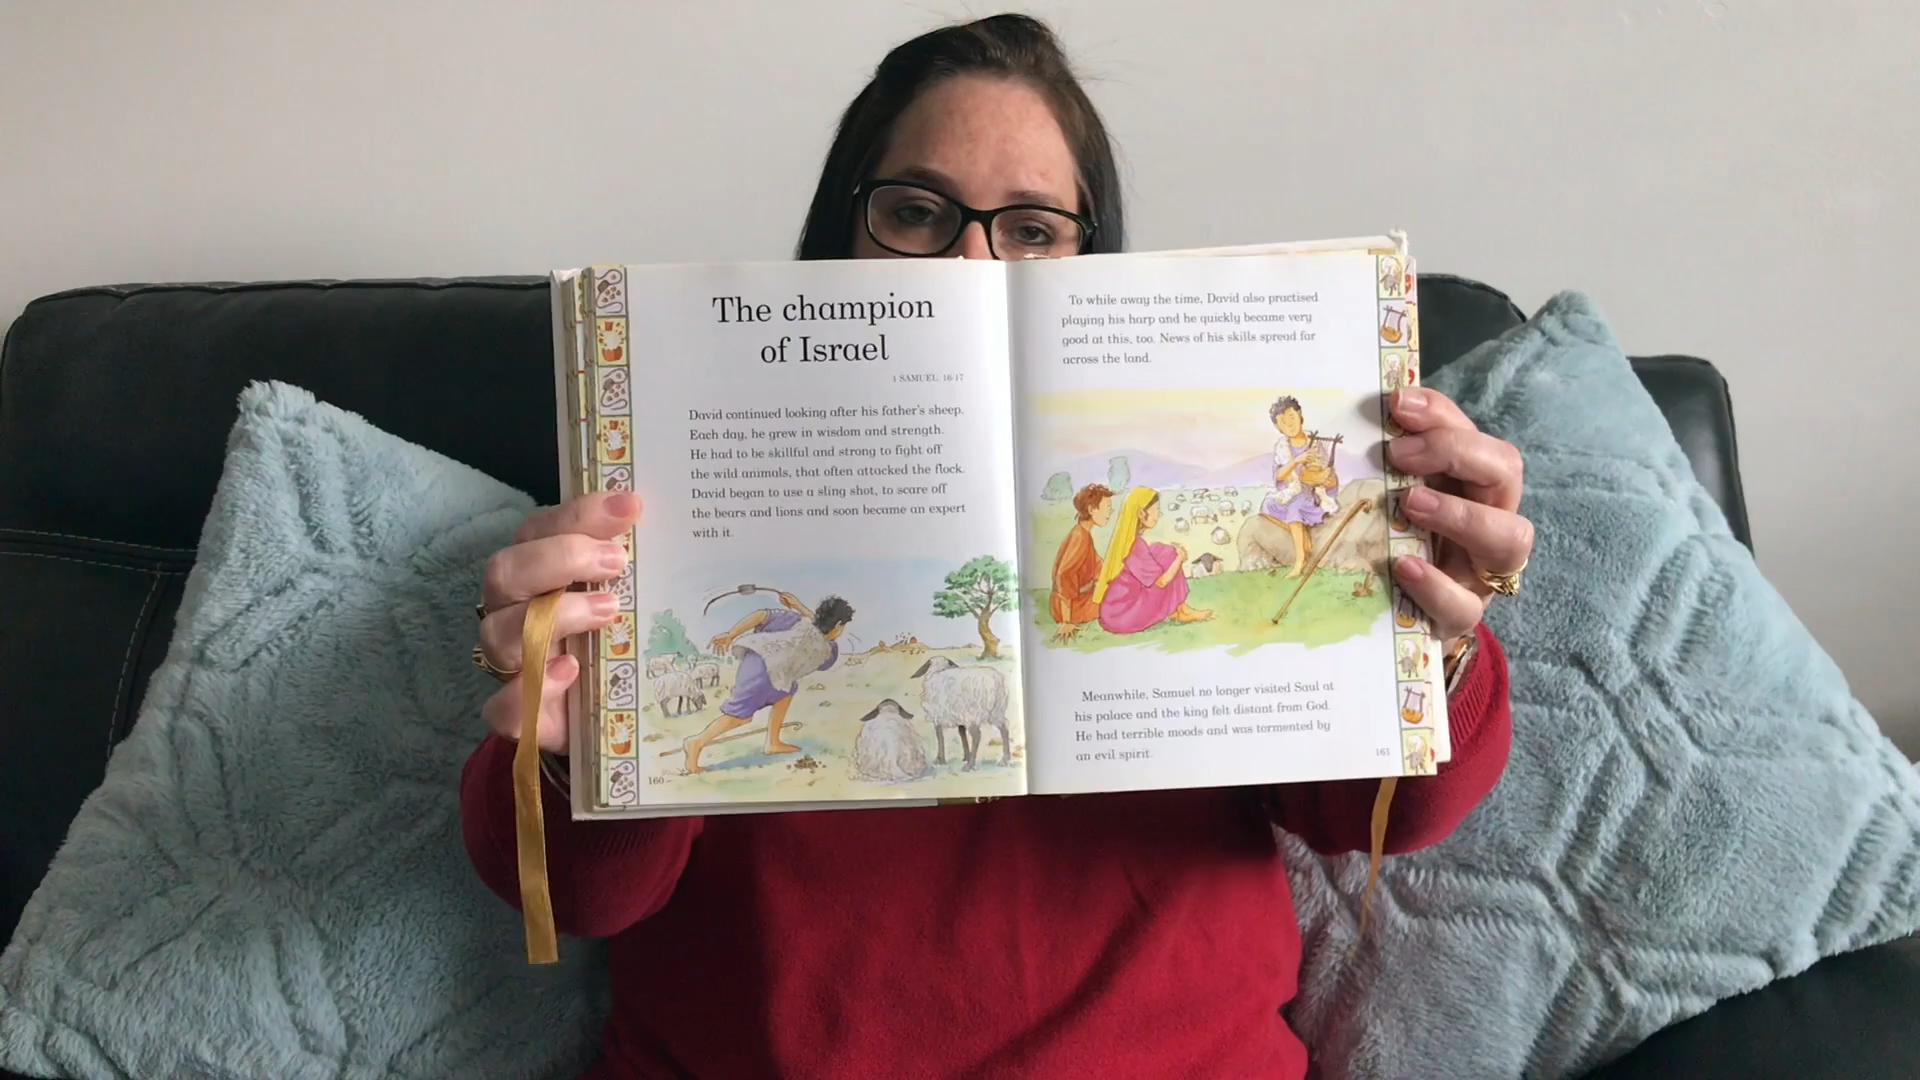 The champion
of Israel
1 SAMUEL, 16-17
David continued looking after his father's sheep.
Each day, he grew in wisdom and strength.
He had to be skillful and strong to fight off
the wild animals, that often attacked the flock.
David began to use a sling shot, to scare off
the bears and lions and soon became an expert
with it.
160
To while away the time, David also practised
playing his harp and he quickly became very
good at this, too. News of his skills spread far
across the land.
Meanwhile, Samuel no longer visited Saul at
his palace and the king felt distant from God.
He had terrible moods and was tormented by
an evil spirit.
161